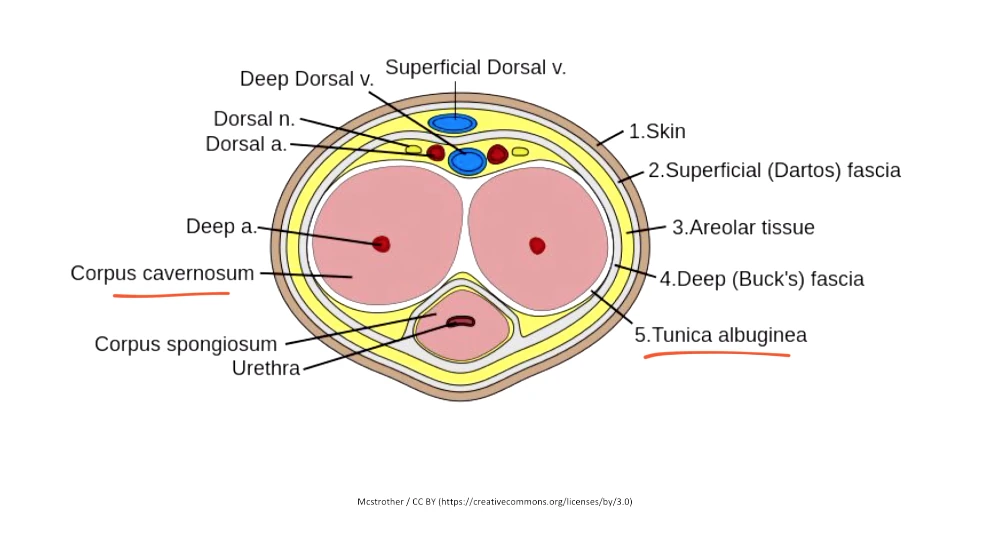 Superficial Dorsal v.
Deep Dorsal v.
Dorsal n.
Dorsal a.
1.Skin
2.Superficial (Dartos) fascia
Deep a.
3.Areolar tissue
Corpus cavernosum
4.Deep (Buck's) fascia
Corpus spongiosum
5.Tunica albuginea
Urethra
Mcstrother / CC BY (https://creativecommons.org/licenses/by/3.0)